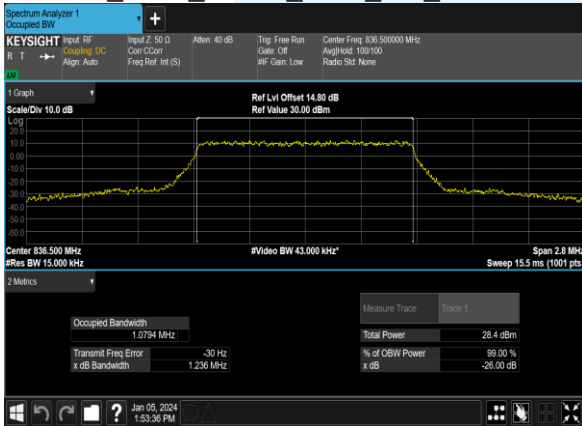 Spectrum Analyzer 1
Occupied BW
KEYSIGHT
R T
LXI
Input: RF
Coupling: DC
Align: Auto
Input Z: 50 Ω
Corr CCorr
Freq Ref: Int (S)
Atten: 40 dB
Trig: Free Run
Gate: Off
#IF Gain: Low
Center Freq: 836.500000 MHz
Avg|Hold: 100/100
Radio Std: None
1 Graph
Scale/Div 10.0 dB
Ref Lvl Offset 14.80 dB
Ref Value 30.00 dBm
Log
20.0
10.0
0.00
-10.0
-20.0
-30.0
-40.0
-50.0
-60.0
Center 836.500 MHz
#Res BW 15.000 kHz
#Video BW 43.000 kHz*
Span 2.8 MHz
Sweep 15.5 ms (1001 pts)
2 Metrics
Measure Trace
Trace 1
Occupied Bandwidth
1.0794 MHz
Total Power
28.4 dBm
Transmit Freq Error
-30 Hz
% of OBW Power
99.00 %
x dB Bandwidth
1.236 MHz
x dB
-26.00 dB
?
Jan 05, 2024
1:53:36 PM